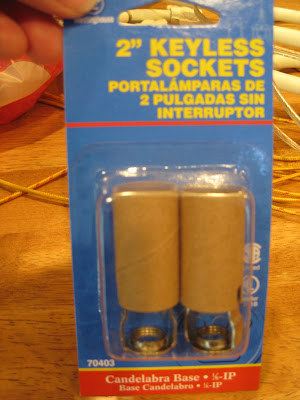 2" KEYLESS
SOCKETS
PORTALÁMPARAS DE
2 PULGADAS SIN
INTERRUPTOR
70403
Candelabra Base • ⅛-IP
Base Candelabro • ⅛-IP